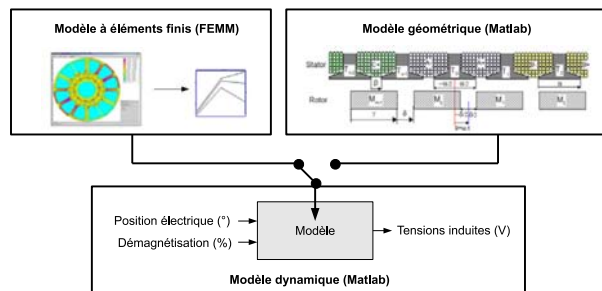 Modèle à éléments finis (FEMM)
Modèle géométrique (Matlab)
Stator
Rotor
Position électrique (°)
Démagnétisation (%)
Modèle
Tensions induites (V)
Modèle dynamique (Matlab)